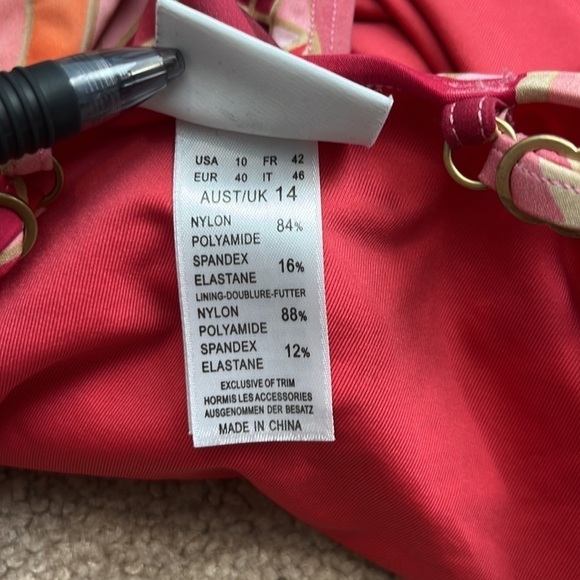 USA 10 FR 42
EUR 40 IT 46
AUST/UK 14
NYLON 84%
POLYAMIDE
SPANDEX 16%
ELASTANE
LINING-DOUBLURE-FUTTER
NYLON 88%
POLYAMIDE
SPANDEX 12%
ELASTANE
EXCLUSIVE OF TRIM
HORMIS LES ACCESSORIES
AUSGENOMMEN DER BESATZ
MADE IN CHINA